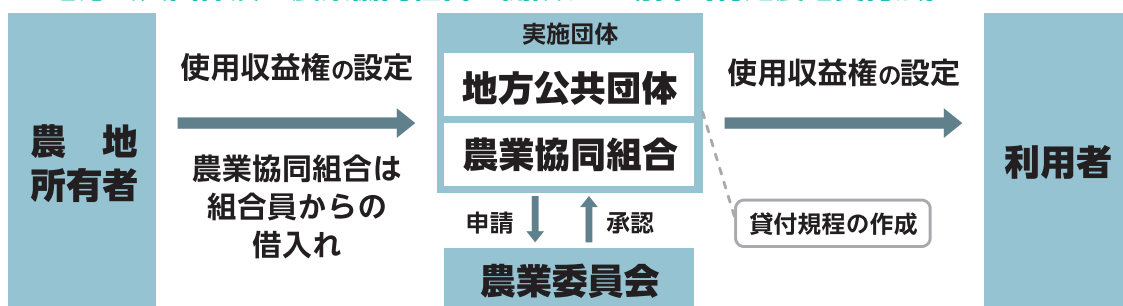 農地
所有者
使用収益権の設定
農業協同組合は
組合員からの
借入れ
実施団体
地方公共団体
農業協同組合
申請
承認
農業委員会
使用収益権の設定
貸付規程の作成
利用者